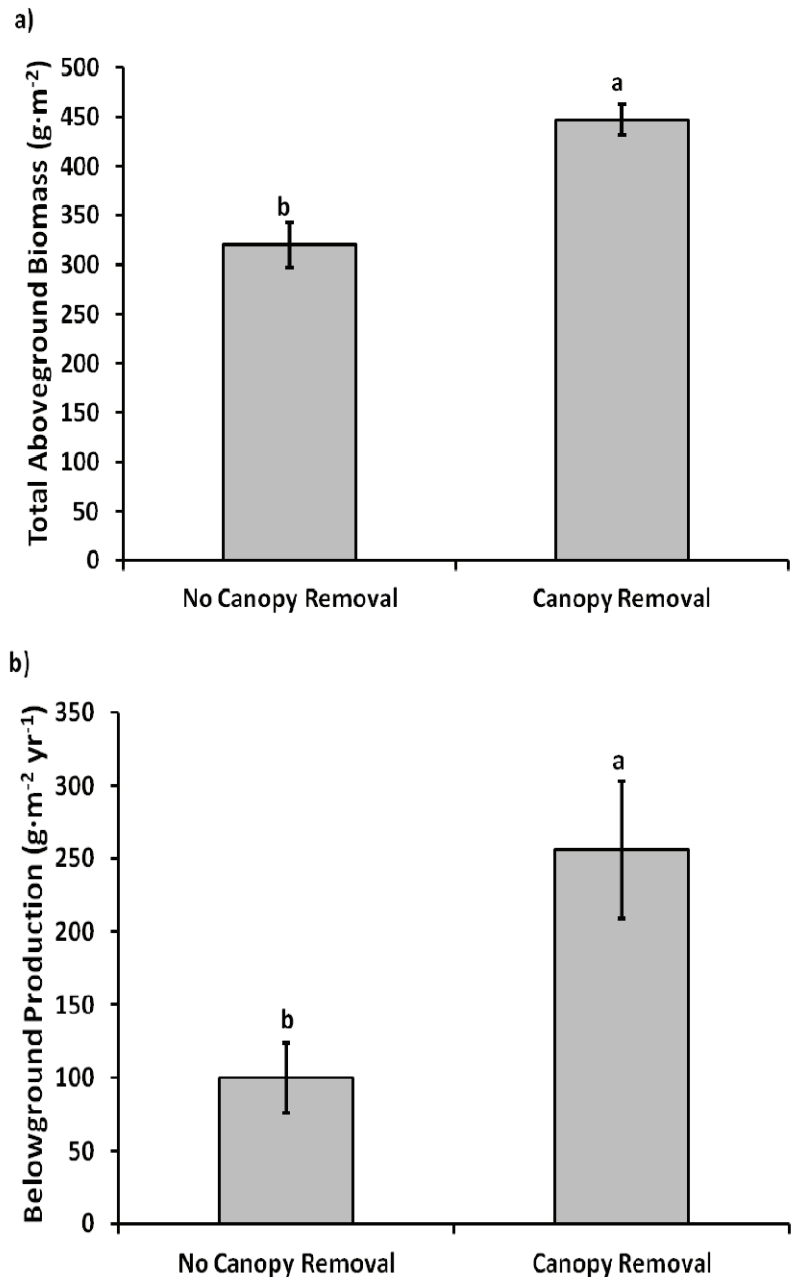 a)
Total Aboveground Biomass (g·m⁻²)
500
450
400
350
300
250
200
150
100
50
0
b
a
No Canopy Removal
Canopy Removal
b)
Belowground Production (g·m⁻² yr⁻¹)
350
300
250
200
150
100
50
0
b
a
No Canopy Removal
Canopy Removal